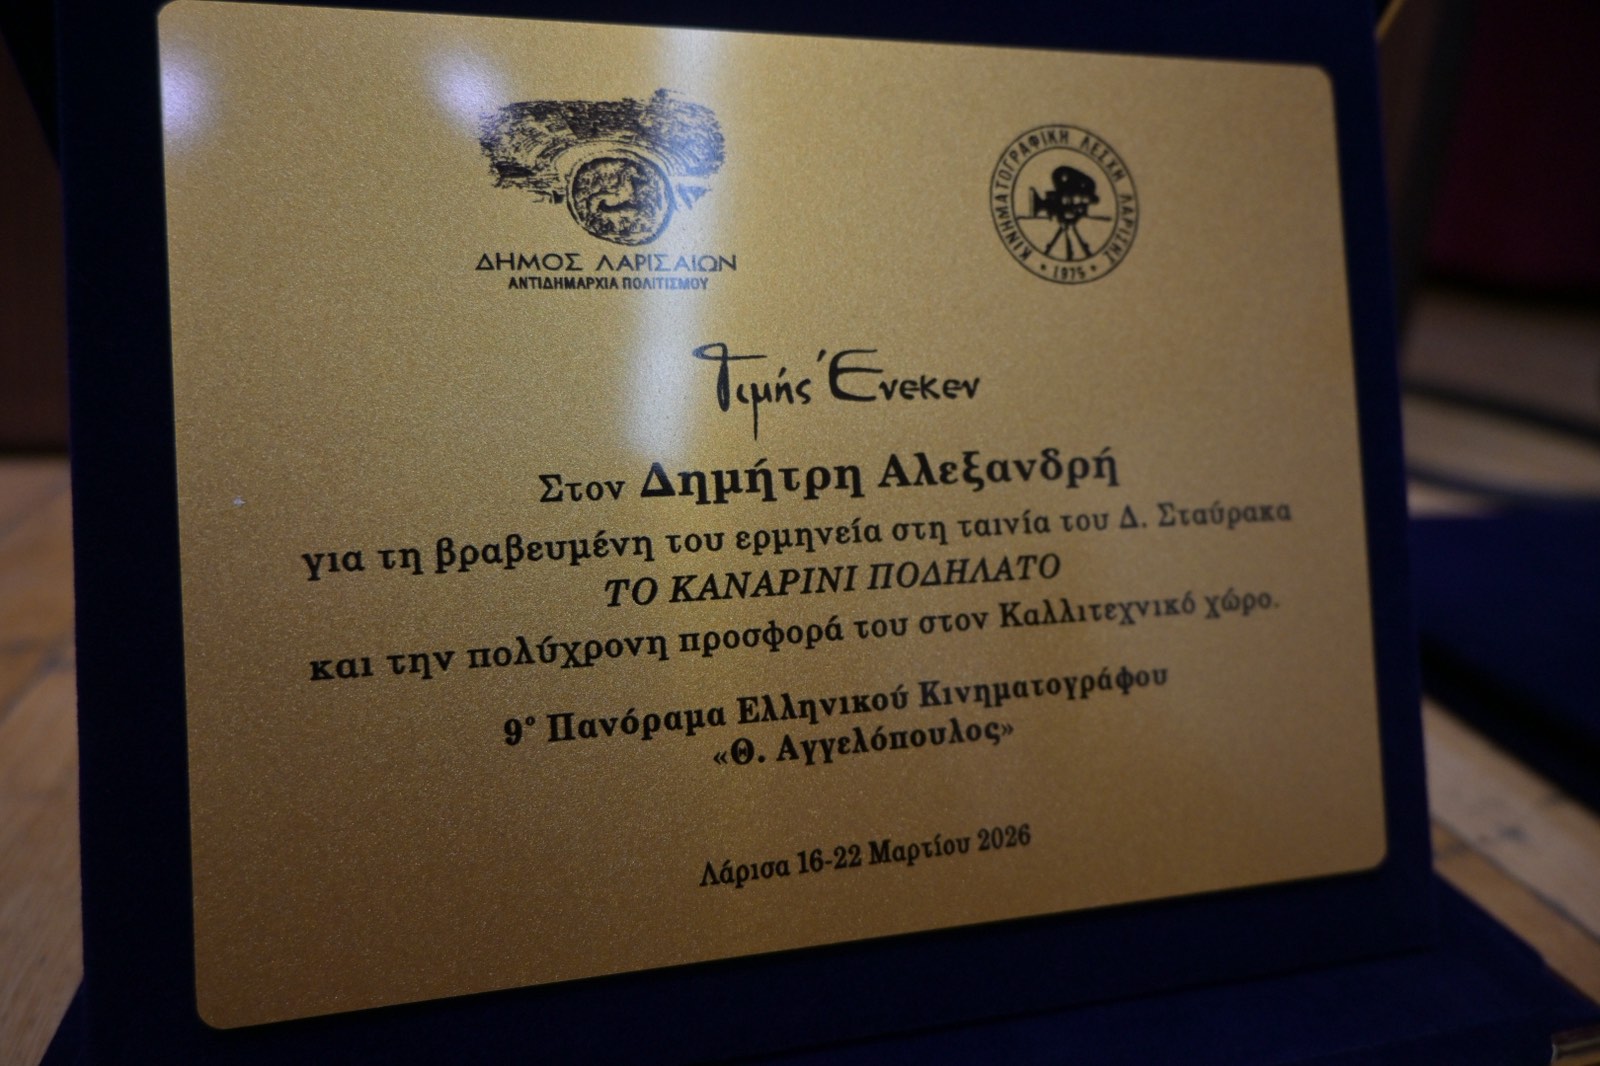 ΔΗΜΟΣ ΛΑΡΙΣΑΙΩΝ
ΑΝΤΙΔΗΜΑΡΧΙΑ ΠΟΛΙΤΙΣΜΟΥ
ΚΙΝΗΜΑΤΟΓΡΑΦΙΚΗ ΛΕΣΧΗ ΛΑΡΙΣΗΣ
• 1975 •
Τιμής Ένεκεν
Στον Δημήτρη Αλεξανδρή
για τη βραβευμένη του ερμηνεία στη ταινία του Δ. Σταύρακα
ΤΟ ΚΑΝΑΡΙΝΙ ΠΟΔΗΛΑΤΟ
και την πολύχρονη προσφορά του στον Καλλιτεχνικό χώρο.
9° Πανόραμα Ελληνικού Κινηματογράφου
«Θ. Αγγελόπουλος»
Λάρισα 16-22 Μαρτίου 2026